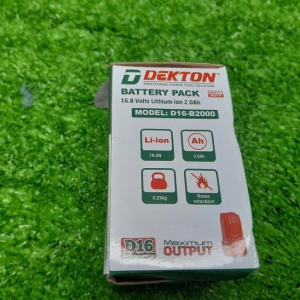 D DEKTON
PROFESSIONAL POWER TOOLS SOLUTIONS
BATTERY PACK
16.8 Volts Lithium-ion 2.0Ah
MODEL: D16-B2000
Li-ion
Ah
16.8V
2.0Ah
0.23kg
flame retardant
D16
Maximum
OUTPUT